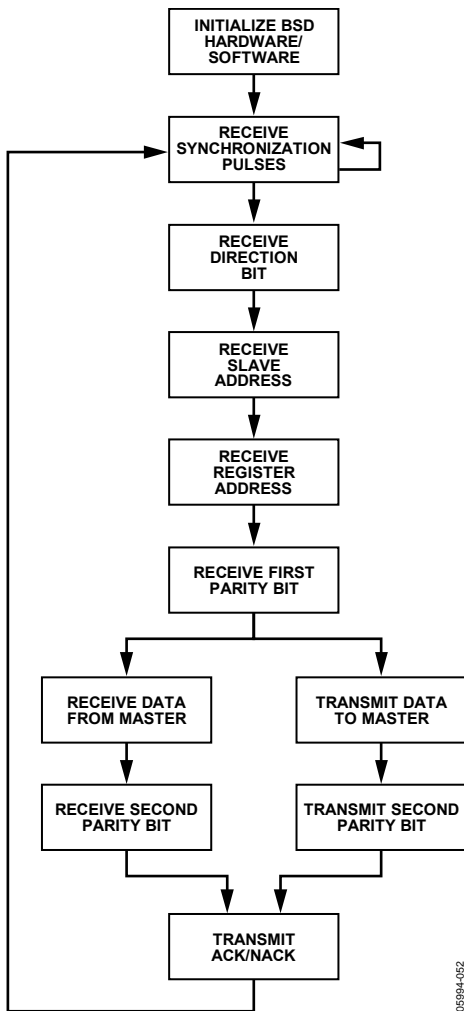 INITIALIZE BSD
HARDWARE/
SOFTWARE
RECEIVE
SYNCHRONIZATION
PULSES
RECEIVE
DIRECTION
BIT
RECEIVE
SLAVE
ADDRESS
RECEIVE
REGISTER
ADDRESS
RECEIVE FIRST
PARITY BIT
RECEIVE DATA
FROM MASTER
TRANSMIT DATA
TO MASTER
RECEIVE SECOND
PARITY BIT
TRANSMIT SECOND
PARITY BIT
TRANSMIT
ACK/NACK
05994-052